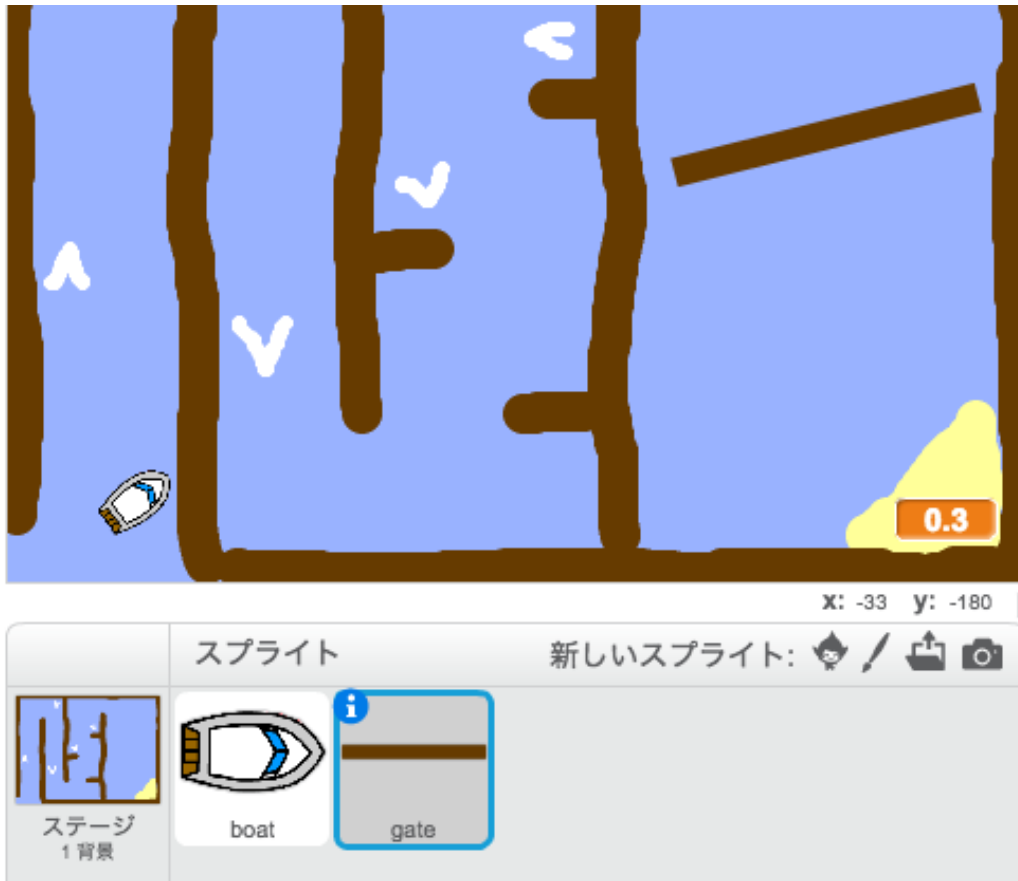 0.3
x: -33 y: -180
スプライト
新しいスプライト:
ステージ
1 背景
boat
gate